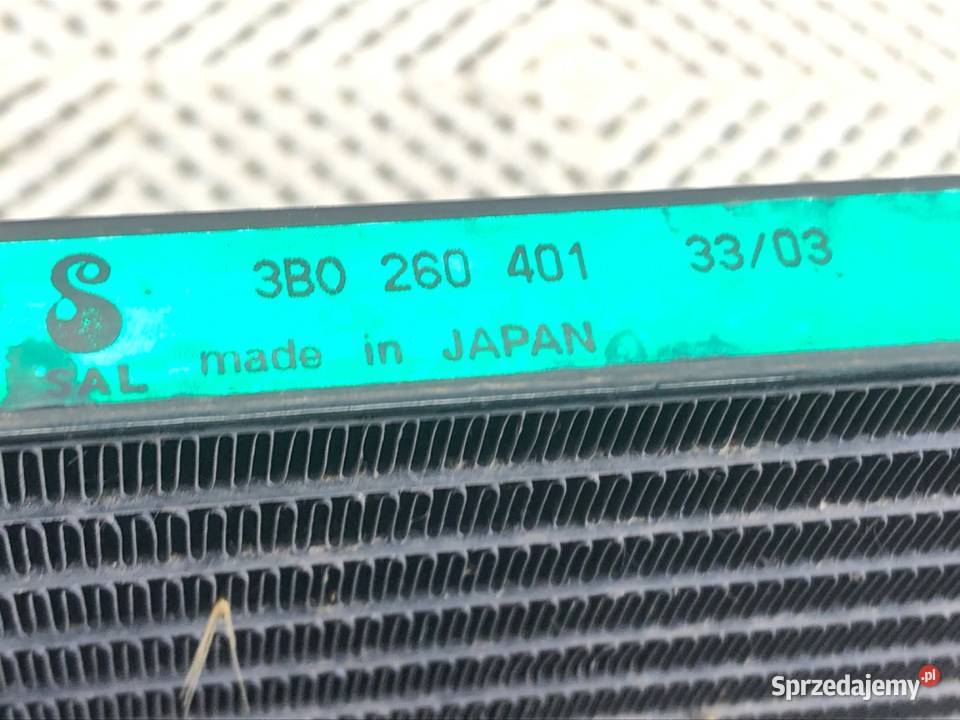 3B0 260 401 33/03
made in JAPAN
SAL
Sprzedajemy.pl